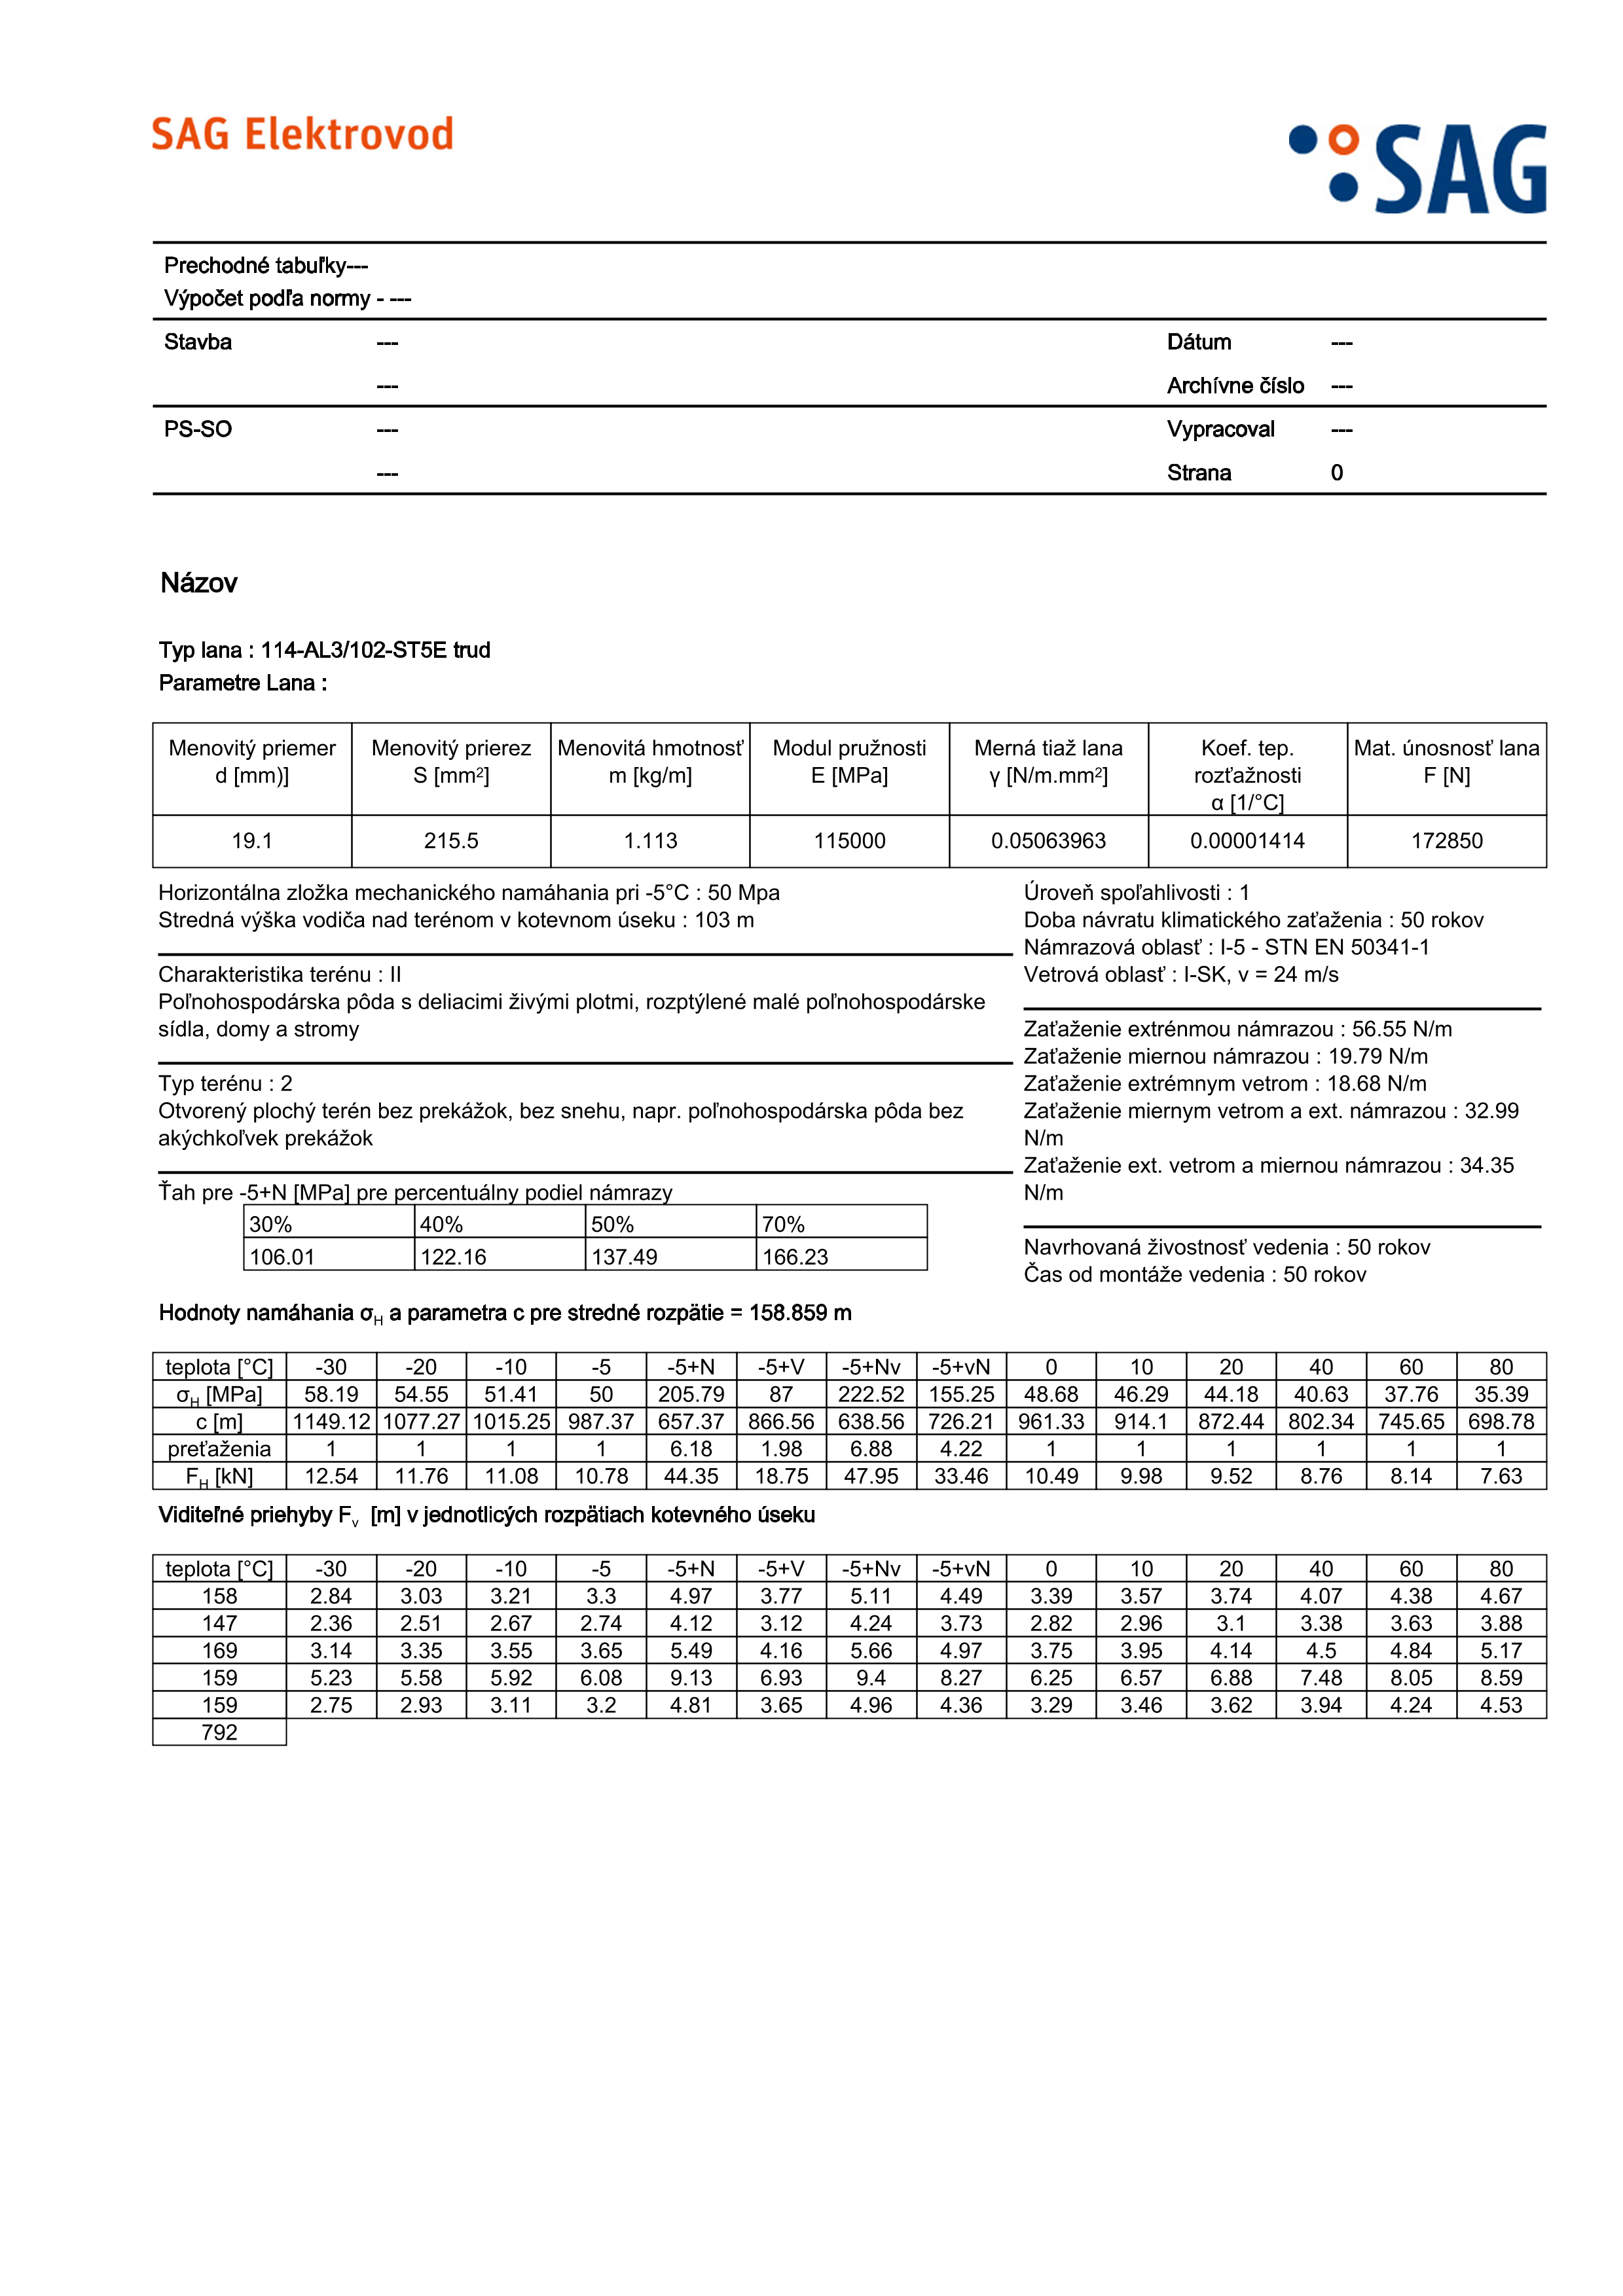 SAG Elektrovod
SAG
Prechodné tabuľky---
Výpočet podľa normy - ---
Stavba --- Dátum ---
--- Archívne číslo ---
PS-SO --- Vypracoval ---
--- Strana 0
Názov
Typ lana : 114-AL3/102-ST5E trud
Parametre Lana :
Menovitý priemer Menovitý prierez Menovitá hmotnosť Modul pružnosti Merná tiaž lana Koef. tep. Mat. únosnosť lana
d [mm)] S [mm²] m [kg/m] E [MPa] γ [N/m.mm²] rozťažnosti F [N]
α [1/°C]
19.1 215.5 1.113 115000 0.05063963 0.00001414 172850
Horizontálna zložka mechanického namáhania pri -5°C : 50 Mpa
Stredná výška vodiča nad terénom v kotevnom úseku : 103 m
Charakteristika terénu : II
Poľnohospodárska pôda s deliacimi živými plotmi, rozptýlené malé poľnohospodárske
sídla, domy a stromy
Typ terénu : 2
Otvorený plochý terén bez prekážok, bez snehu, napr. poľnohospodárska pôda bez
akýchkoľvek prekážok
Ťah pre -5+N [MPa] pre percentuálny podiel námrazy
30% 40% 50% 70%
106.01 122.16 137.49 166.23
Úroveň spoľahlivosti : 1
Doba návratu klimatického zaťaženia : 50 rokov
Námrazová oblasť : I-5 - STN EN 50341-1
Vetrová oblasť : I-SK, v = 24 m/s
Zaťaženie extrénmou námrazou : 56.55 N/m
Zaťaženie miernou námrazou : 19.79 N/m
Zaťaženie extrémnym vetrom : 18.68 N/m
Zaťaženie miernym vetrom a ext. námrazou : 32.99
N/m
Zaťaženie ext. vetrom a miernou námrazou : 34.35
N/m
Navrhovaná živostnosť vedenia : 50 rokov
Čas od montáže vedenia : 50 rokov
Hodnoty namáhania σH a parametra c pre stredné rozpätie = 158.859 m
teplota [°C] -30 -20 -10 -5 -5+N -5+V -5+Nv -5+vN 0 10 20 40 60 80
σH [MPa] 58.19 54.55 51.41 50 205.79 87 222.52 155.25 48.68 46.29 44.18 40.63 37.76 35.39
c [m] 1149.12 1077.27 1015.25 987.37 657.37 866.56 638.56 726.21 961.33 914.1 872.44 802.34 745.65 698.78
preťaženia 1 1 1 1 6.18 1.98 6.88 4.22 1 1 1 1 1 1
FH [kN] 12.54 11.76 11.08 10.78 44.35 18.75 47.95 33.46 10.49 9.98 9.52 8.76 8.14 7.63
Viditeľné priehyby Fv [m] v jednotlicých rozpätiach kotevného úseku
teplota [°C] -30 -20 -10 -5 -5+N -5+V -5+Nv -5+vN 0 10 20 40 60 80
158 2.84 3.03 3.21 3.3 4.97 3.77 5.11 4.49 3.39 3.57 3.74 4.07 4.38 4.67
147 2.36 2.51 2.67 2.74 4.12 3.12 4.24 3.73 2.82 2.96 3.1 3.38 3.63 3.88
169 3.14 3.35 3.55 3.65 5.49 4.16 5.66 4.97 3.75 3.95 4.14 4.5 4.84 5.17
159 5.23 5.58 5.92 6.08 9.13 6.93 9.4 8.27 6.25 6.57 6.88 7.48 8.05 8.59
159 2.75 2.93 3.11 3.2 4.81 3.65 4.96 4.36 3.29 3.46 3.62 3.94 4.24 4.53
792